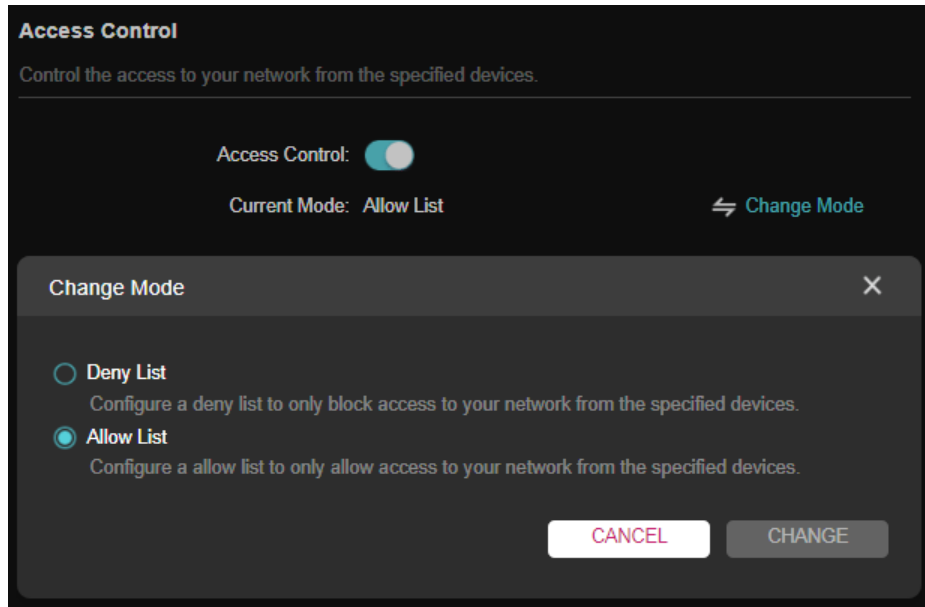 Access Control
Control the access to your network from the specified devices.
Access Control:
Current Mode: Allow List Change Mode
Change Mode
Deny List
Configure a deny list to only block access to your network from the specified devices.
Allow List
Configure a allow list to only allow access to your network from the specified devices.
CANCEL CHANGE